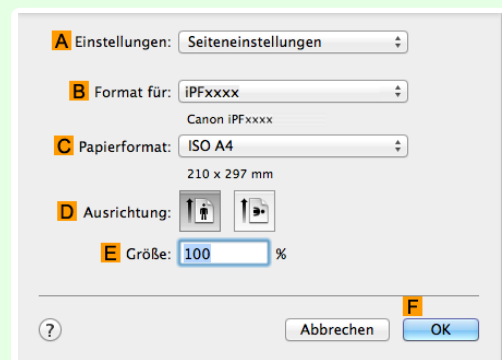 A Einstellungen: Seiteneinstellungen
B Format für: iPFxxxx
Canon iPFxxxx
C Papierformat: ISO A4
210 x 297 mm
D Ausrichtung:
E Größe: 100 %
F
? Abbrechen OK